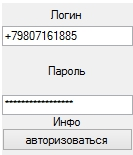 Логин
+79807161885
Пароль
*****************
Инфо
авторизоваться